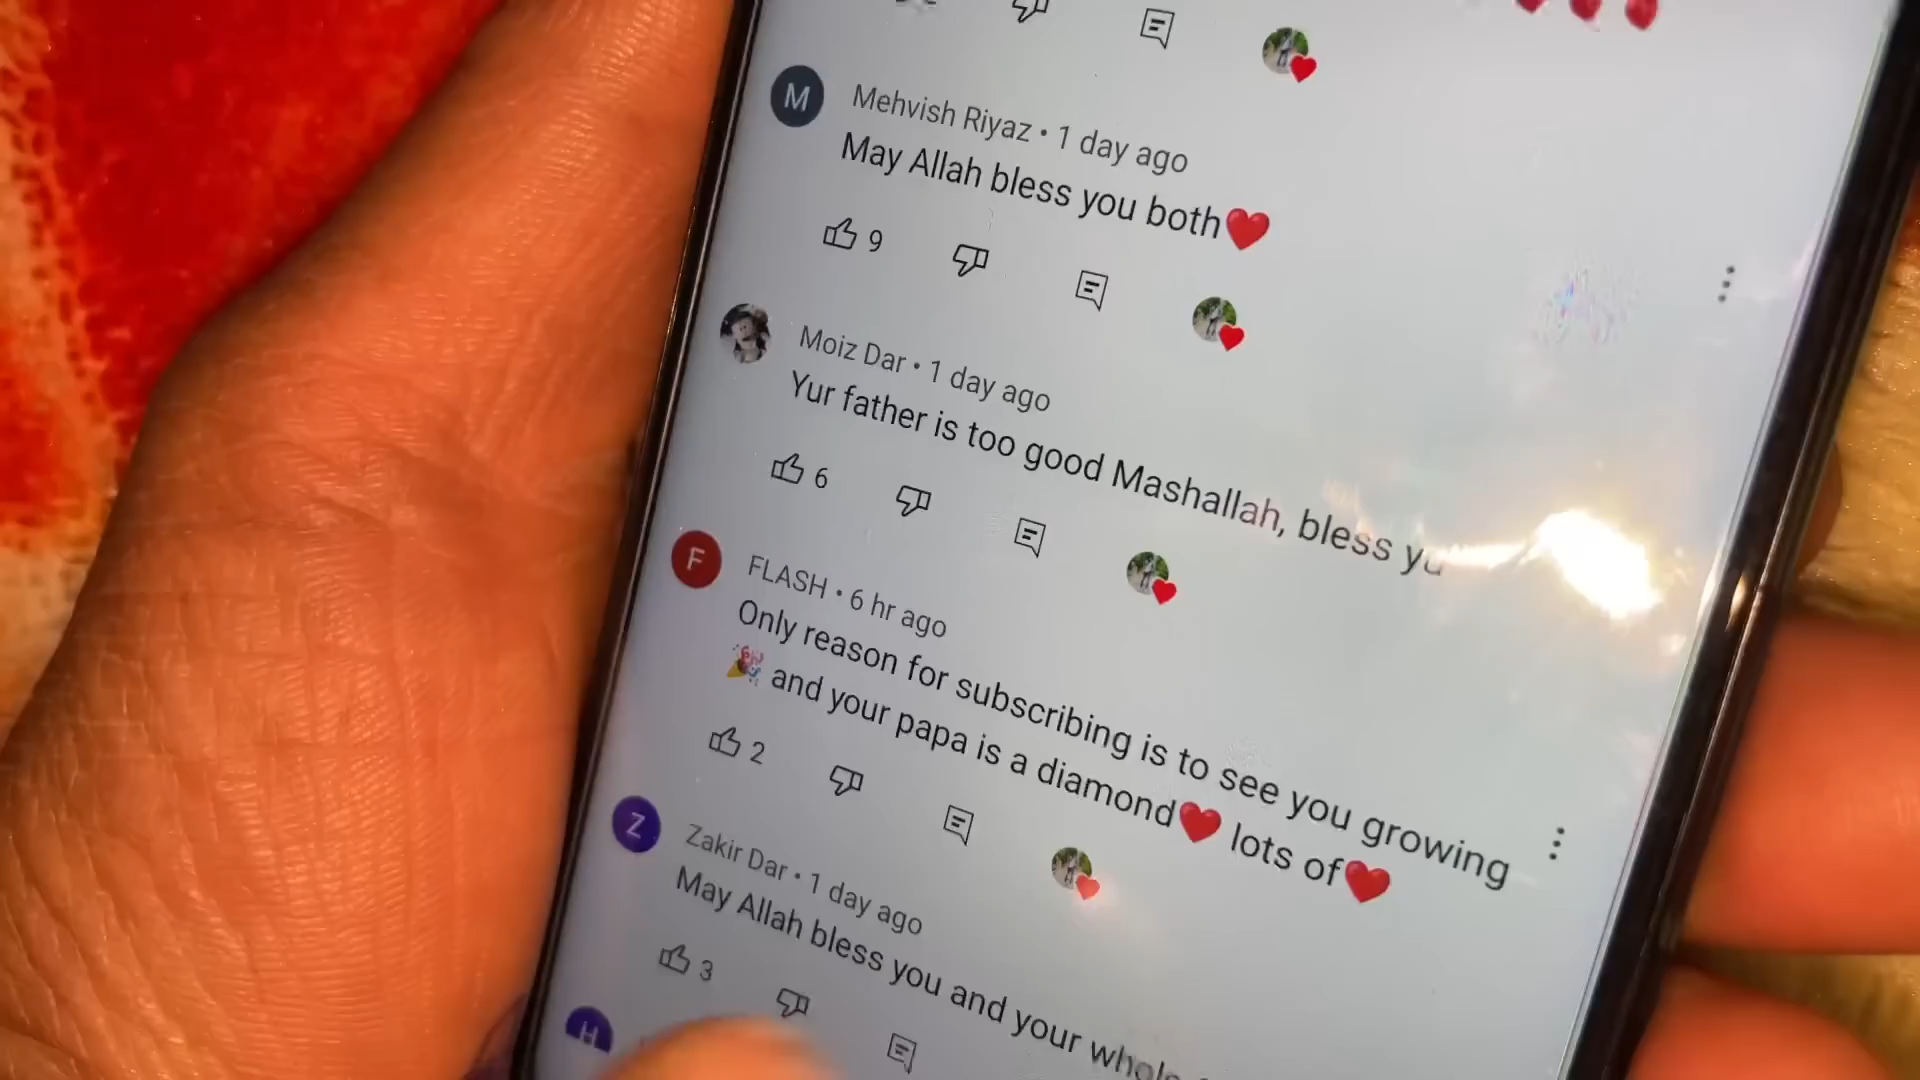 M
Mehvish Riyaz • 1 day ago
May Allah bless you both❤️
9
Moiz Dar • 1 day ago
Yur father is too good Mashallah, bless yu
6
F
FLASH • 6 hr ago
Only reason for subscribing is to see you growing
🎉 and your papa is a diamond❤️ lots of❤️
2
Z
Zakir Dar • 1 day ago
May Allah bless you and your whole
3
H